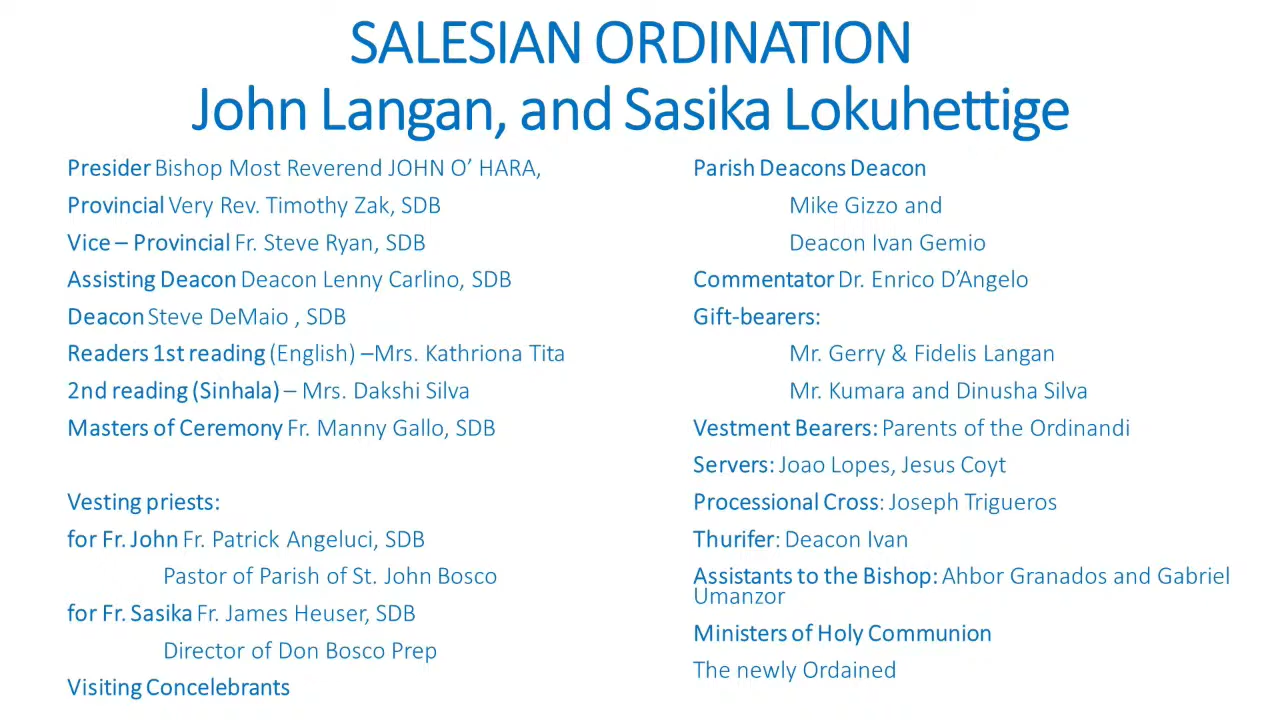 SALESIAN ORDINATION
John Langan, and Sasika Lokuhettige
Presider Bishop Most Reverend JOHN O’ HARA,
Provincial Very Rev. Timothy Zak, SDB
Vice – Provincial Fr. Steve Ryan, SDB
Assisting Deacon Deacon Lenny Carlino, SDB
Deacon Steve DeMaio , SDB
Readers 1st reading (English) –Mrs. Kathriona Tita
2nd reading (Sinhala) – Mrs. Dakshi Silva
Masters of Ceremony Fr. Manny Gallo, SDB
Vesting priests:
for Fr. John Fr. Patrick Angeluci, SDB
Pastor of Parish of St. John Bosco
for Fr. Sasika Fr. James Heuser, SDB
Director of Don Bosco Prep
Visiting Concelebrants
Parish Deacons Deacon
Mike Gizzo and
Deacon Ivan Gemio
Commentator Dr. Enrico D’Angelo
Gift-bearers:
Mr. Gerry & Fidelis Langan
Mr. Kumara and Dinusha Silva
Vestment Bearers: Parents of the Ordinandi
Servers: Joao Lopes, Jesus Coyt
Processional Cross: Joseph Trigueros
Thurifer: Deacon Ivan
Assistants to the Bishop: Ahbor Granados and Gabriel
Umanzor
Ministers of Holy Communion
The newly Ordained